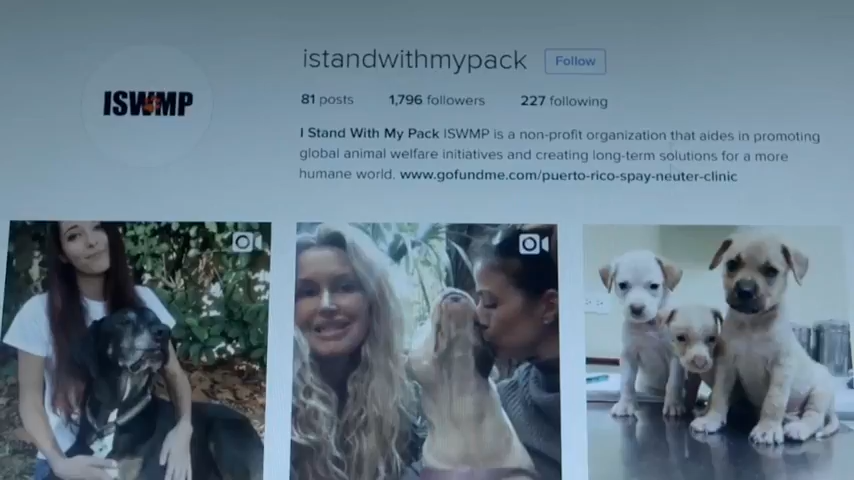 istandwithmypack Follow
ISWMP
81 posts 1,796 followers 227 following
I Stand With My Pack ISWMP is a non-profit organization that aides in promoting
global animal welfare initiatives and creating long-term solutions for a more
humane world. www.gofundme.com/puerto-rico-spay-neuter-clinic